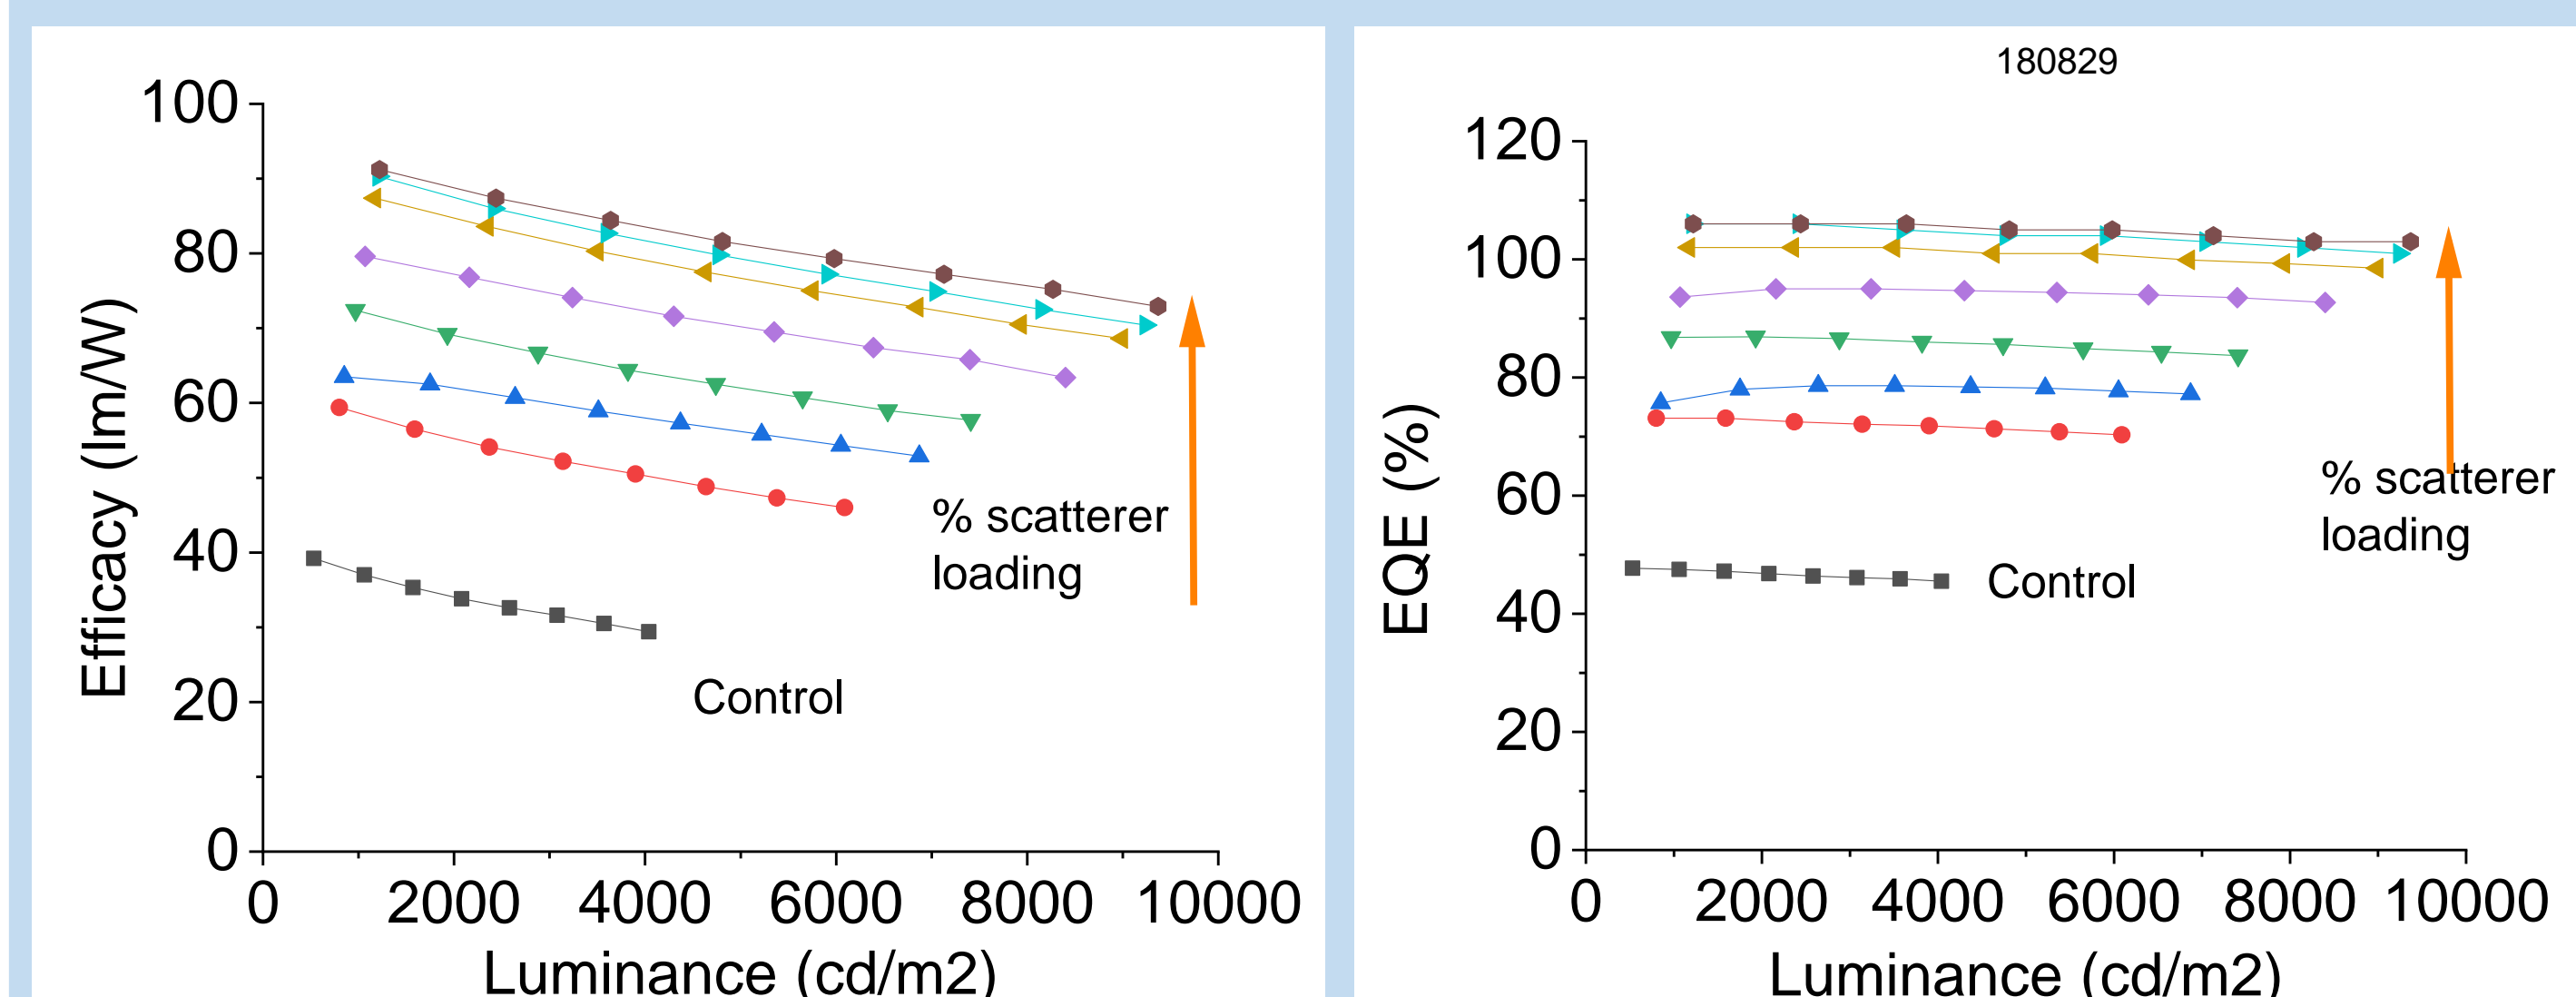 100
80
60
40
20
0
Efficacy (lm/W)
% scatterer
loading
Control
0 2000 4000 6000 8000 10000
Luminance (cd/m2)
180829
120
100
80
60
40
20
0
EQE (%)
% scatterer
loading
Control
0 2000 4000 6000 8000 10000
Luminance (cd/m2)